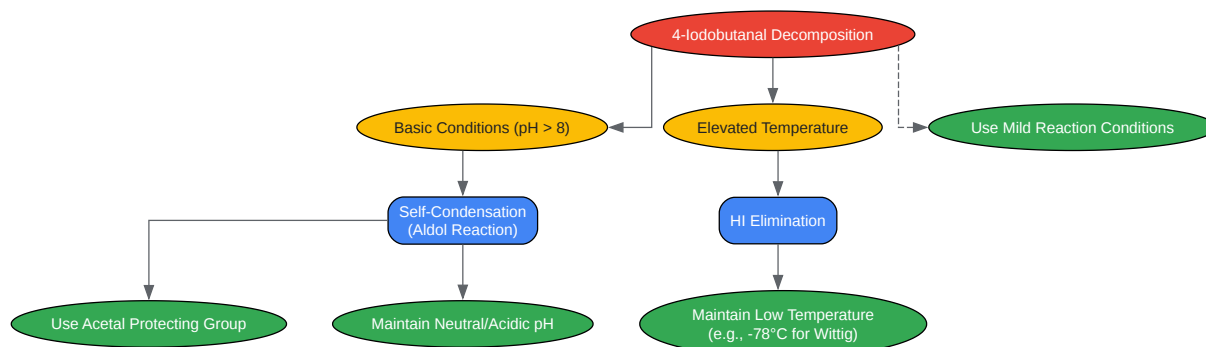 4-Iodobutanal Decomposition
Basic Conditions (pH > 8)
Elevated Temperature
Use Mild Reaction Conditions
Self-Condensation
(Aldol Reaction)
HI Elimination
Use Acetal Protecting Group
Maintain Neutral/Acidic pH
Maintain Low Temperature
(e.g., -78°C for Wittig)